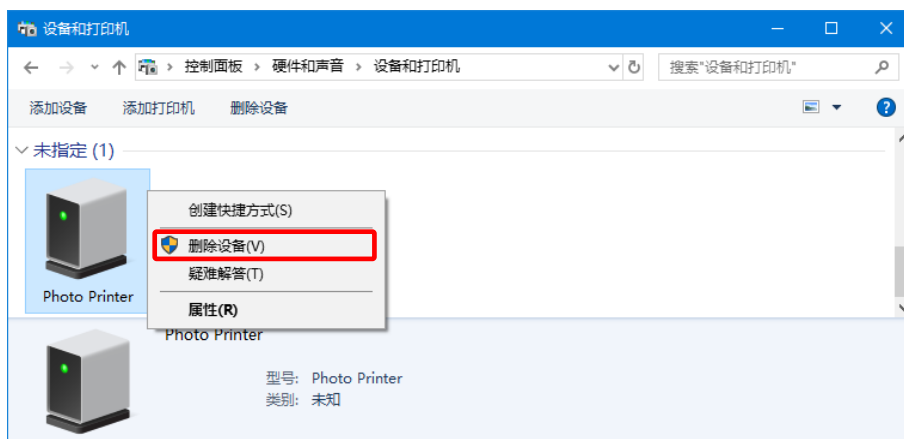 设备和打印机
控制面板 › 硬件和声音 › 设备和打印机
搜索"设备和打印机"
添加设备 添加打印机 删除设备
未指定 (1)
创建快捷方式(S)
删除设备(V)
疑难解答(T)
属性(R)
Photo Printer
Photo Printer
型号: Photo Printer
类别: 未知